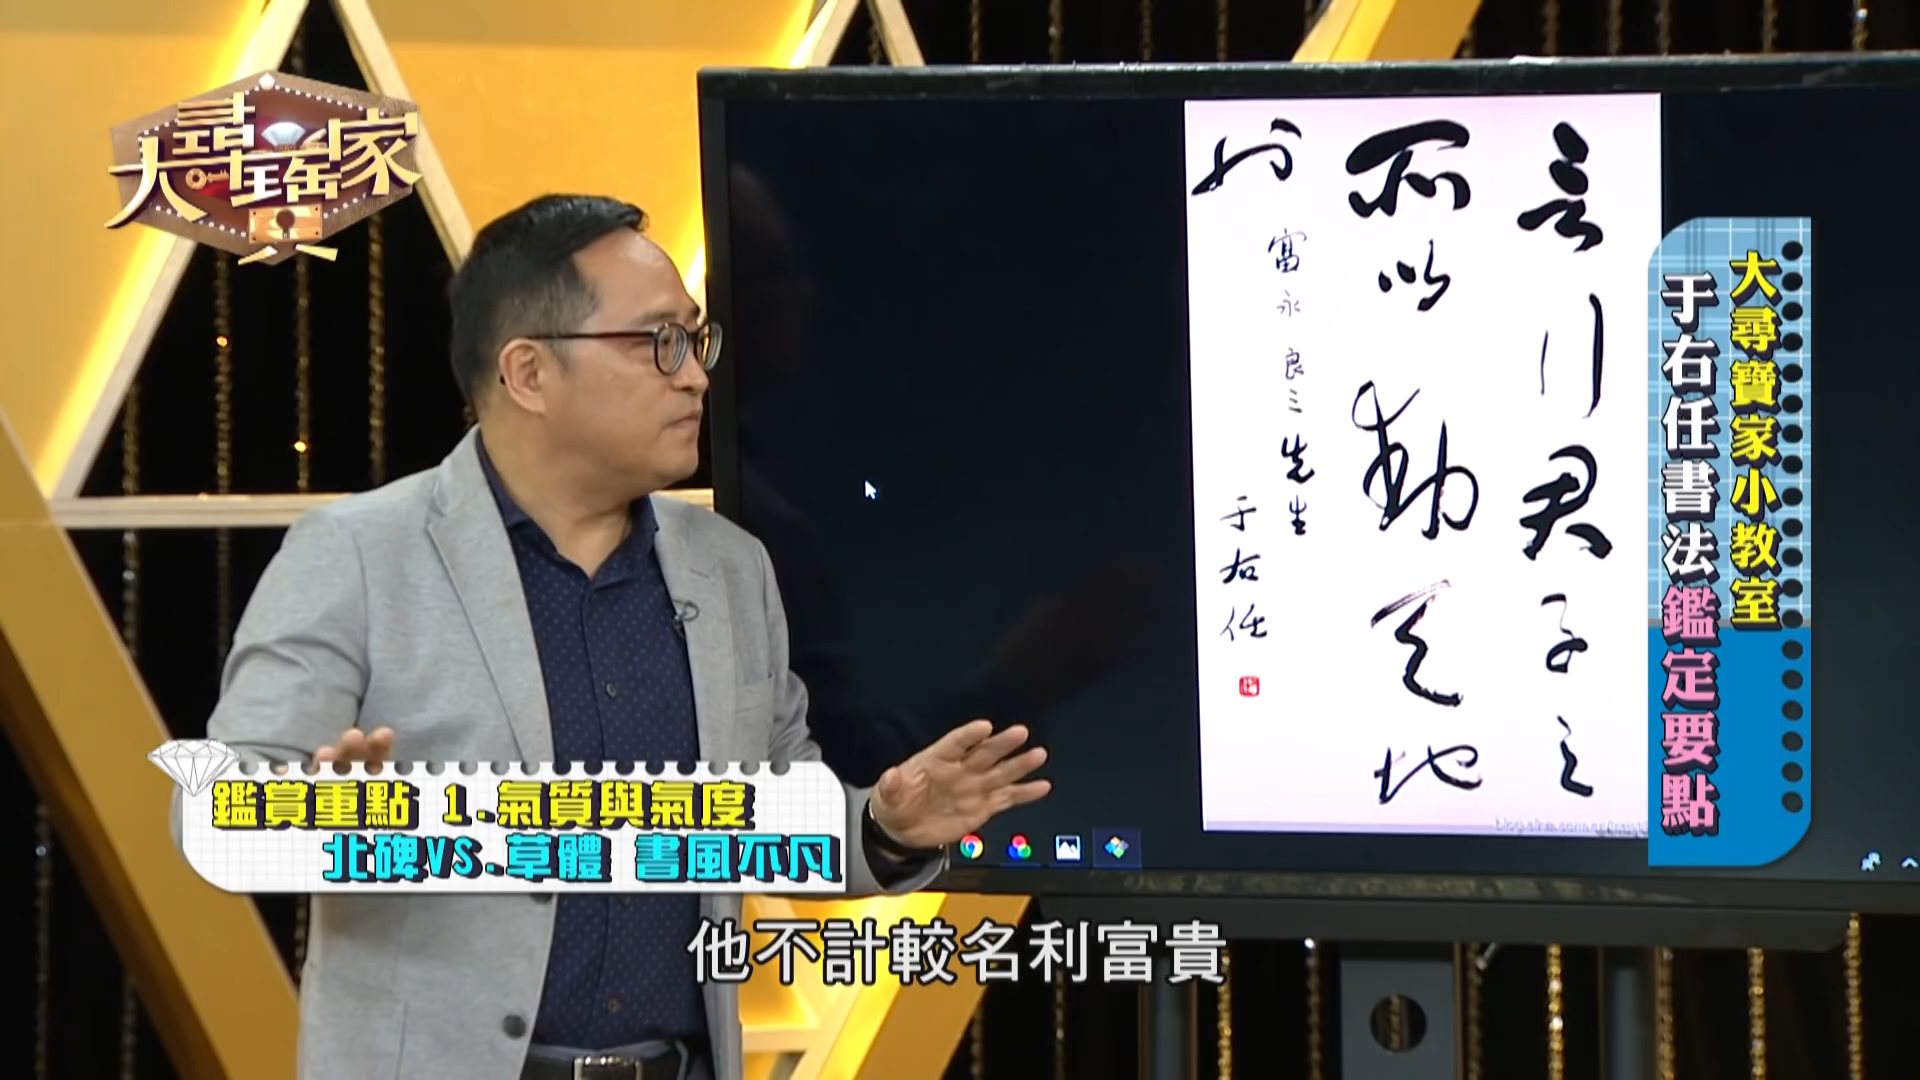 大尋寶家
言行君子之
所以動天地
也
富永良三先生
于右任
大尋寶家小教室
于右任書法鑑定要點
鑑賞重點 1.氣質與氣度
北碑VS.草體 書風不凡
他不計較名利富貴